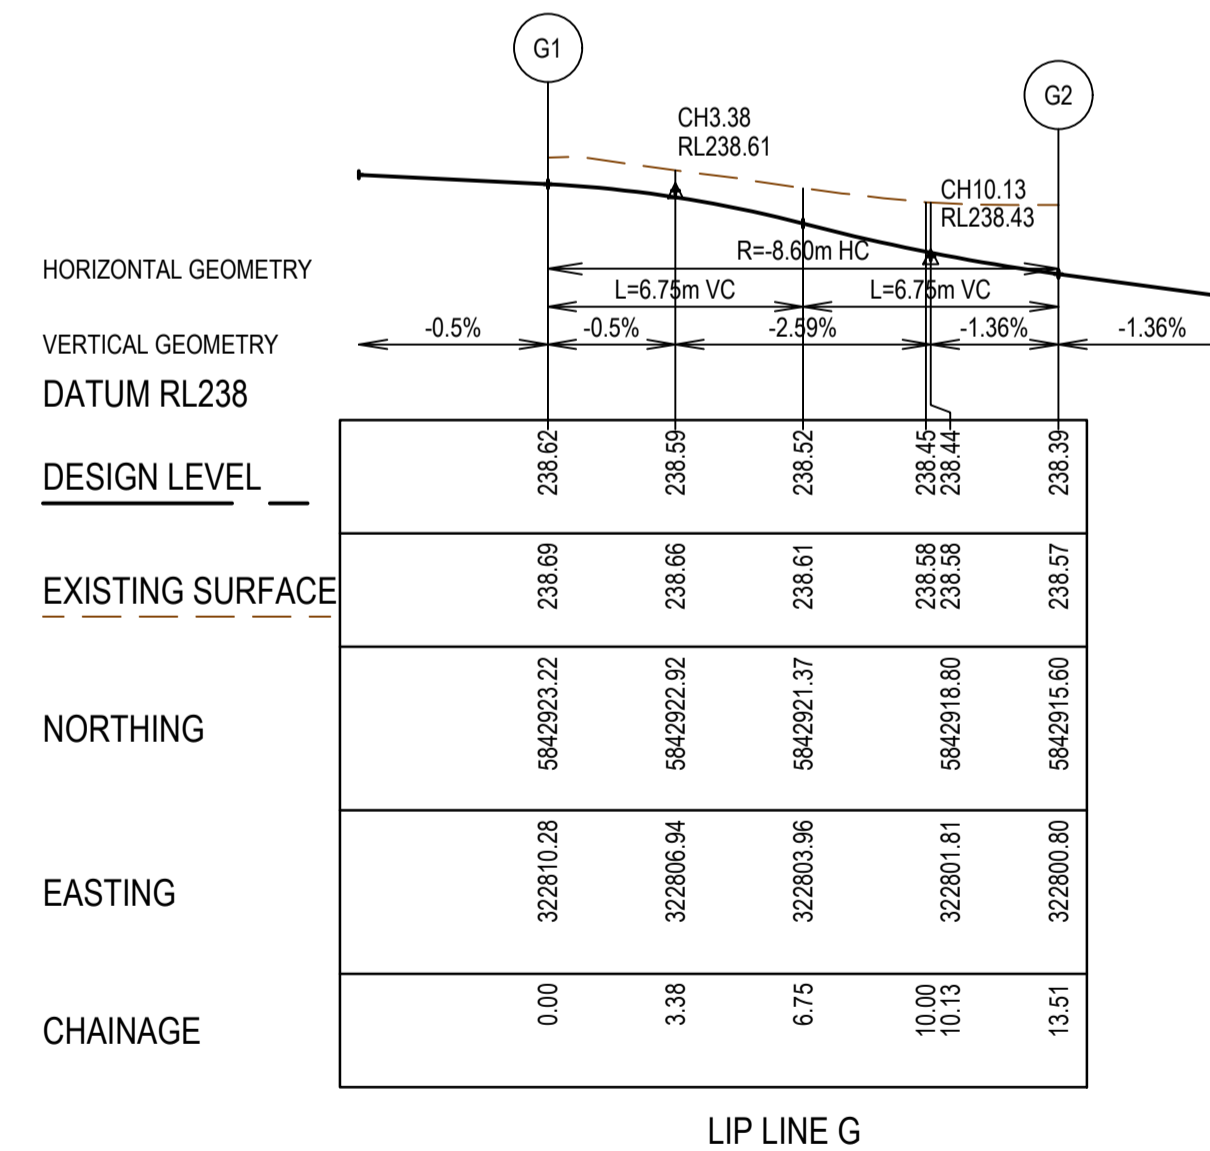 G1
G2
CH3.38
RL238.61
CH10.13
RL238.43
HORIZONTAL GEOMETRY
R=-8.60m HC
L=6.75m VC
L=6.75m VC
VERTICAL GEOMETRY
-0.5%
-0.5%
-2.59%
-1.36%
-1.36%
DATUM RL238
DESIGN LEVEL
238.62
238.59
238.52
238.45
238.44
238.39
EXISTING SURFACE
238.69
238.66
238.61
238.58
238.58
238.57
NORTHING
5842923.22
5842922.92
5842921.37
5842918.80
5842915.60
EASTING
322810.28
322806.94
322803.96
322801.81
322800.80
CHAINAGE
0.00
3.38
6.75
10.00
10.13
13.51
LIP LINE G